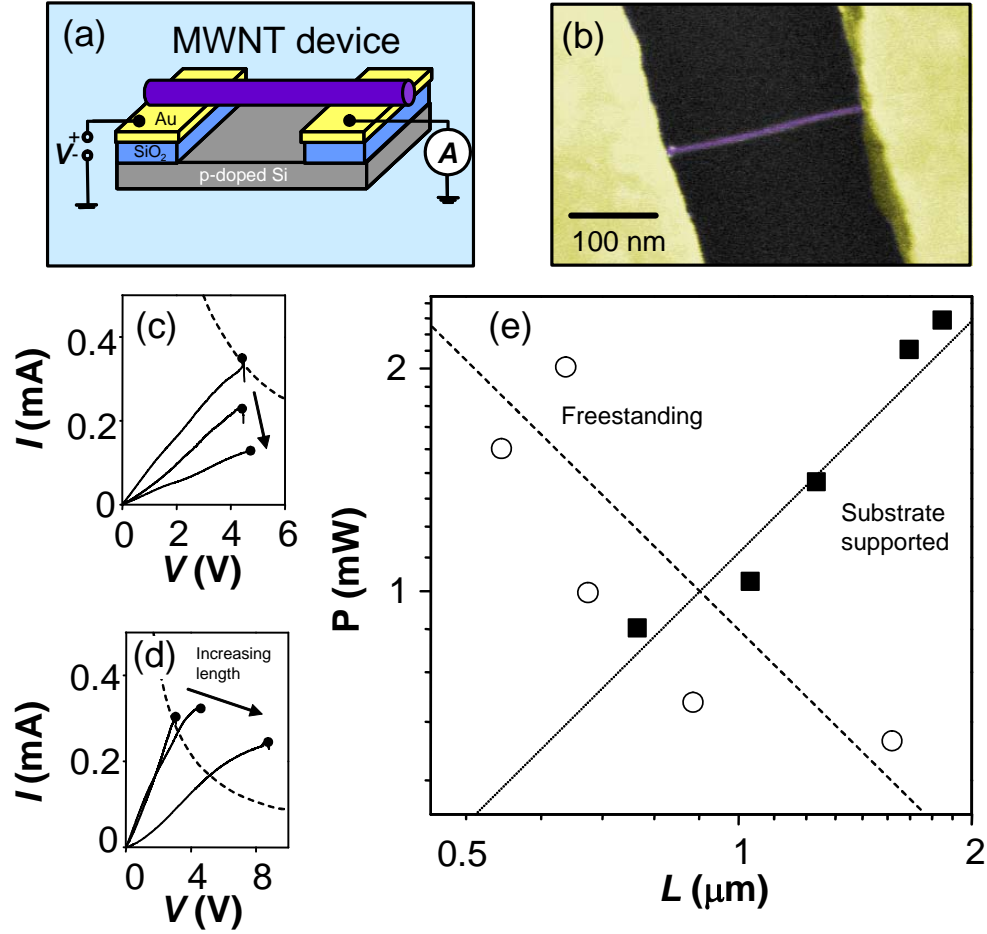 (a)
MWNT device
Au
SiO₂
p-doped Si
V
+
-
A
(b)
100 nm
(c)
0.4
0.2
0
I (mA)
0 2 4 6
V (V)
(d)
Increasing
length
0.4
0.2
0
I (mA)
0 4 8
V (V)
(e)
Freestanding
Substrate
supported
2
1
P (mW)
0.5 1 2
L (μm)